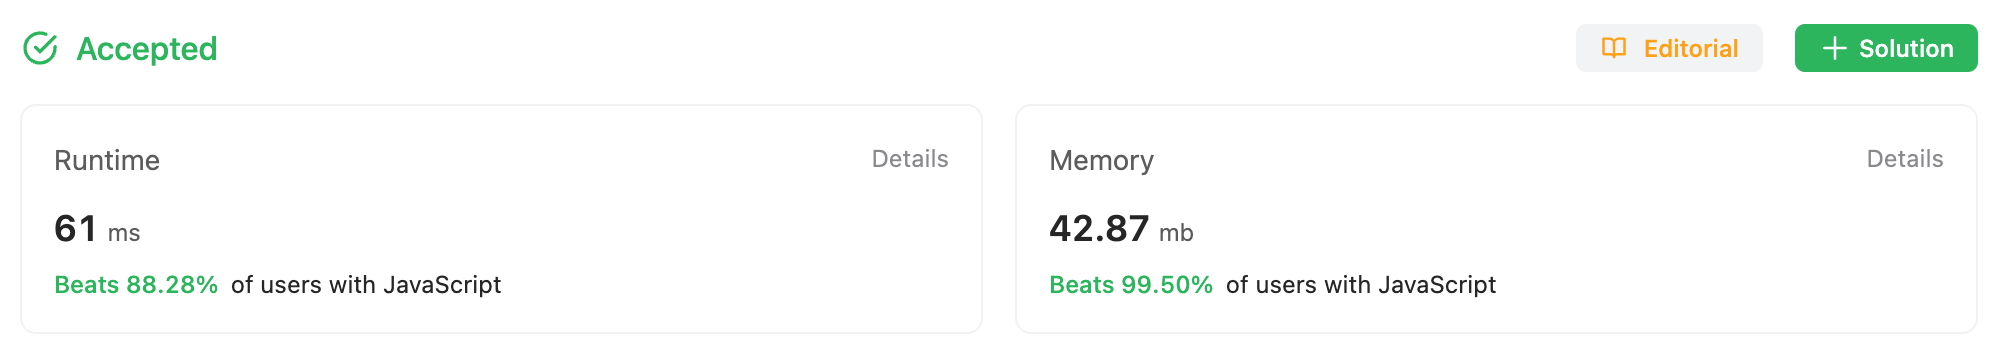 Accepted
Editorial
Solution
Runtime
Details
61 ms
Beats 88.28% of users with JavaScript
Memory
Details
42.87 mb
Beats 99.50% of users with JavaScript